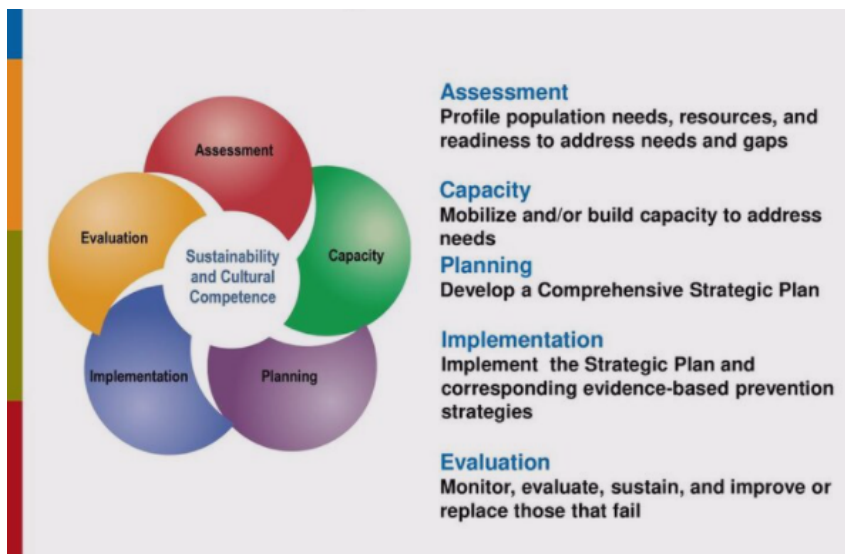 Assessment
Evaluation
Sustainability
and Cultural
Competence
Capacity
Implementation
Planning
Assessment
Profile population needs, resources, and
readiness to address needs and gaps
Capacity
Mobilize and/or build capacity to address
needs
Planning
Develop a Comprehensive Strategic Plan
Implementation
Implement the Strategic Plan and
corresponding evidence-based prevention
strategies
Evaluation
Monitor, evaluate, sustain, and improve or
replace those that fail